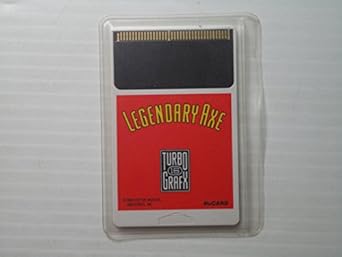 LEGENDARY AXE
TURBO
16
GRAFX
HuCARD